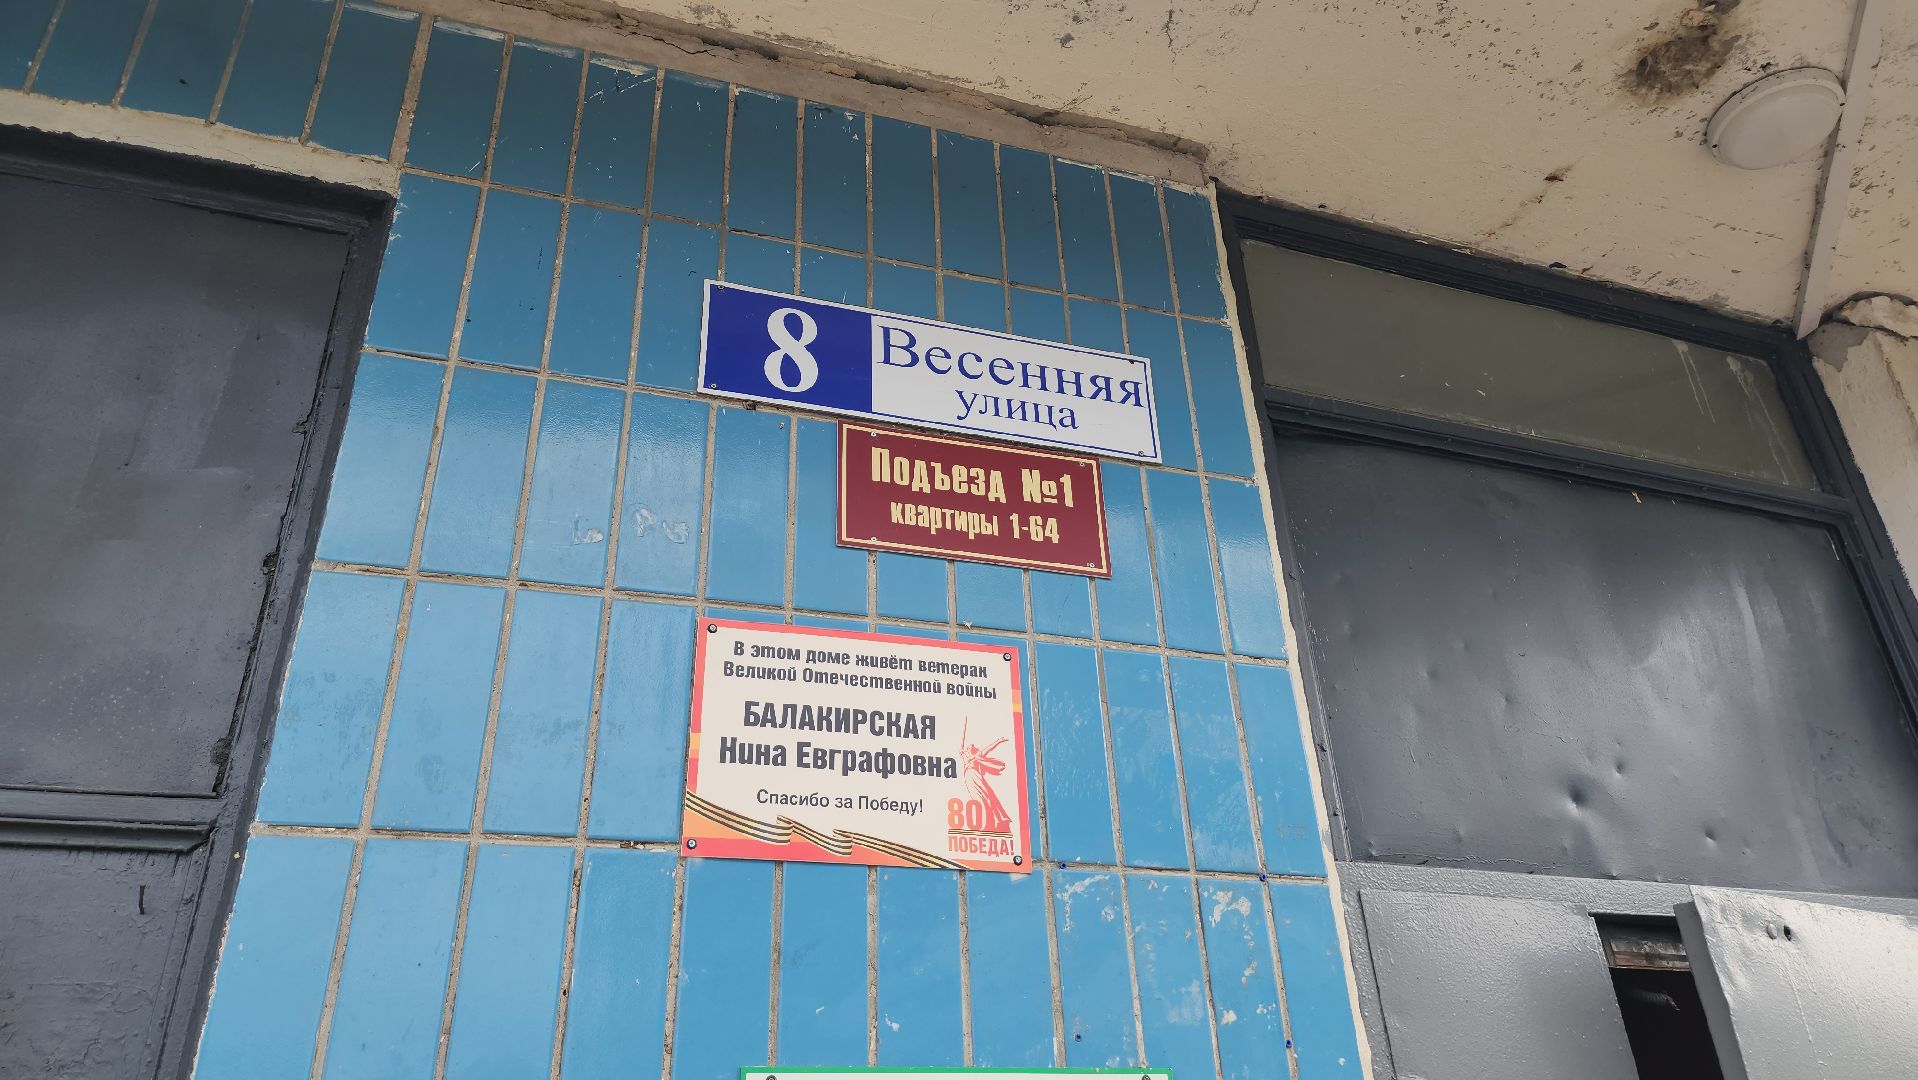 8
Весенняя
улица
Подъезд №1
квартиры 1-64
В этом доме живёт ветеран
Великой Отечественной войны
БАЛАКИРСКАЯ
Нина Евграфовна
Спасибо за Победу!
80
ПОБЕДА!